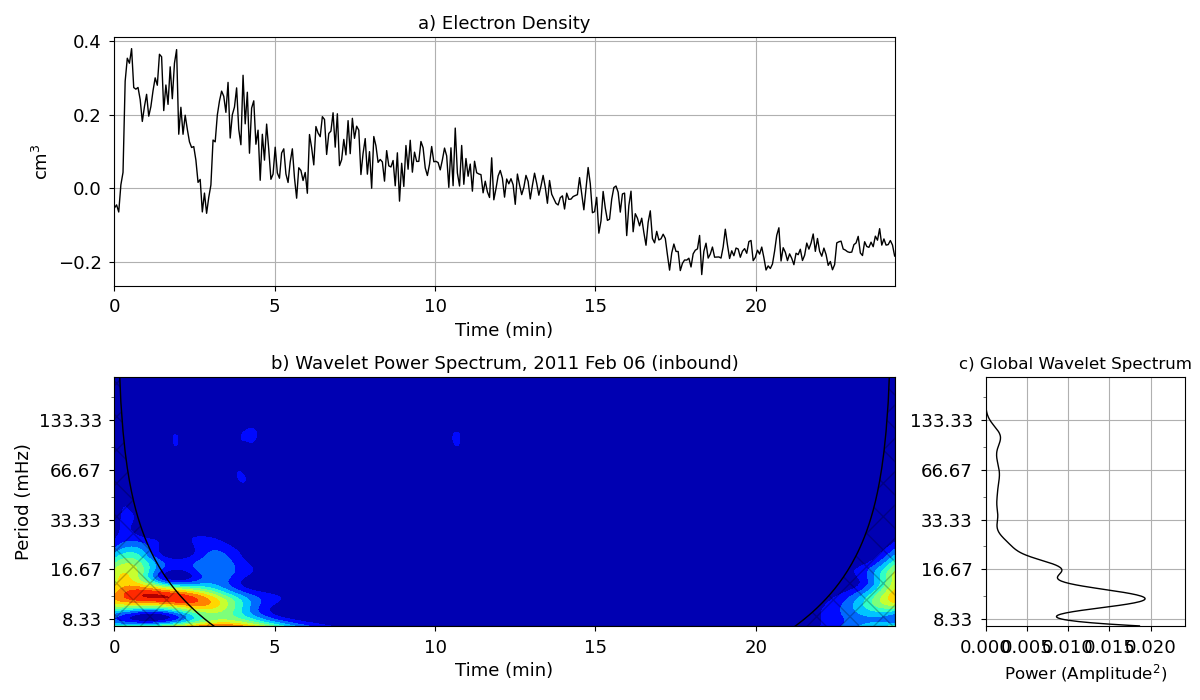 a) Electron Density
0.4
0.2
0.0
−0.2
cm³
0 5 10 15 20
Time (min)
b) Wavelet Power Spectrum, 2011 Feb 06 (inbound)
133.33
66.67
33.33
16.67
8.33
Period (mHz)
0 5 10 15 20
Time (min)
c) Global Wavelet Spectrum
133.33
66.67
33.33
16.67
8.33
0.000 0.005 0.010 0.015 0.020
Power (Amplitude²)